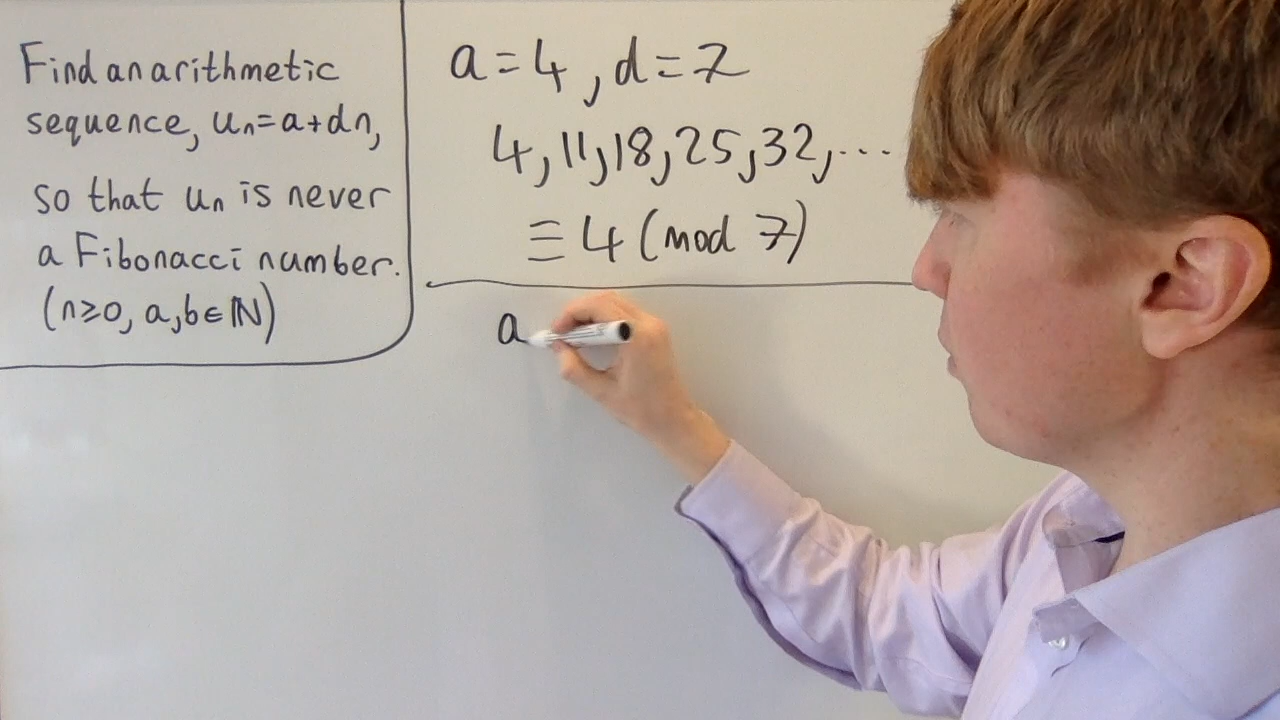 Find an arithmetic
sequence, uₙ=a+dn,
so that uₙ is never
a Fibonacci number.
(n≥0, a,b∈ℕ)
a=4, d=7
4, 11, 18, 25, 32, ...
≡ 4 (mod 7)
a